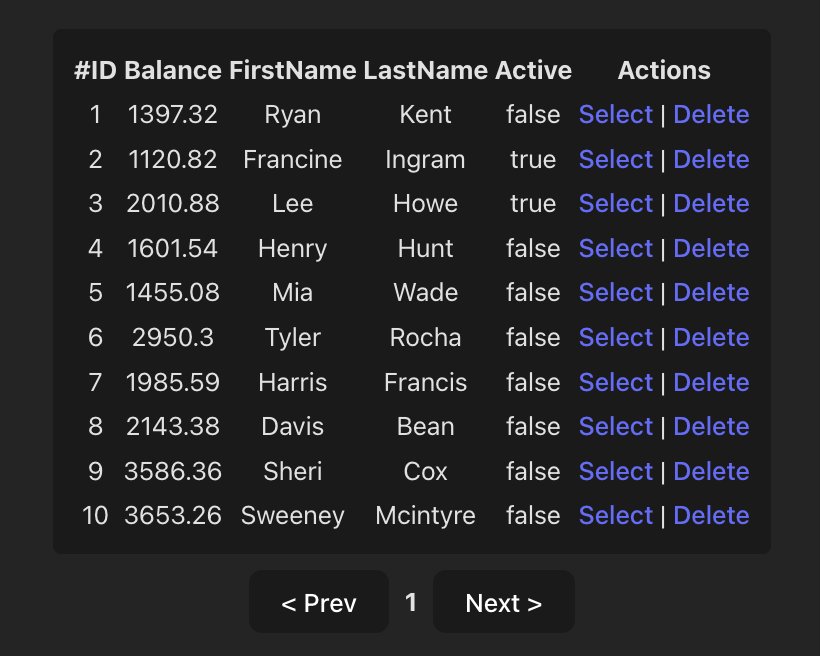 #ID Balance FirstName LastName Active Actions
1 1397.32 Ryan Kent false Select | Delete
2 1120.82 Francine Ingram true Select | Delete
3 2010.88 Lee Howe true Select | Delete
4 1601.54 Henry Hunt false Select | Delete
5 1455.08 Mia Wade false Select | Delete
6 2950.3 Tyler Rocha false Select | Delete
7 1985.59 Harris Francis false Select | Delete
8 2143.38 Davis Bean false Select | Delete
9 3586.36 Sheri Cox false Select | Delete
10 3653.26 Sweeney Mcintyre false Select | Delete
< Prev 1 Next >